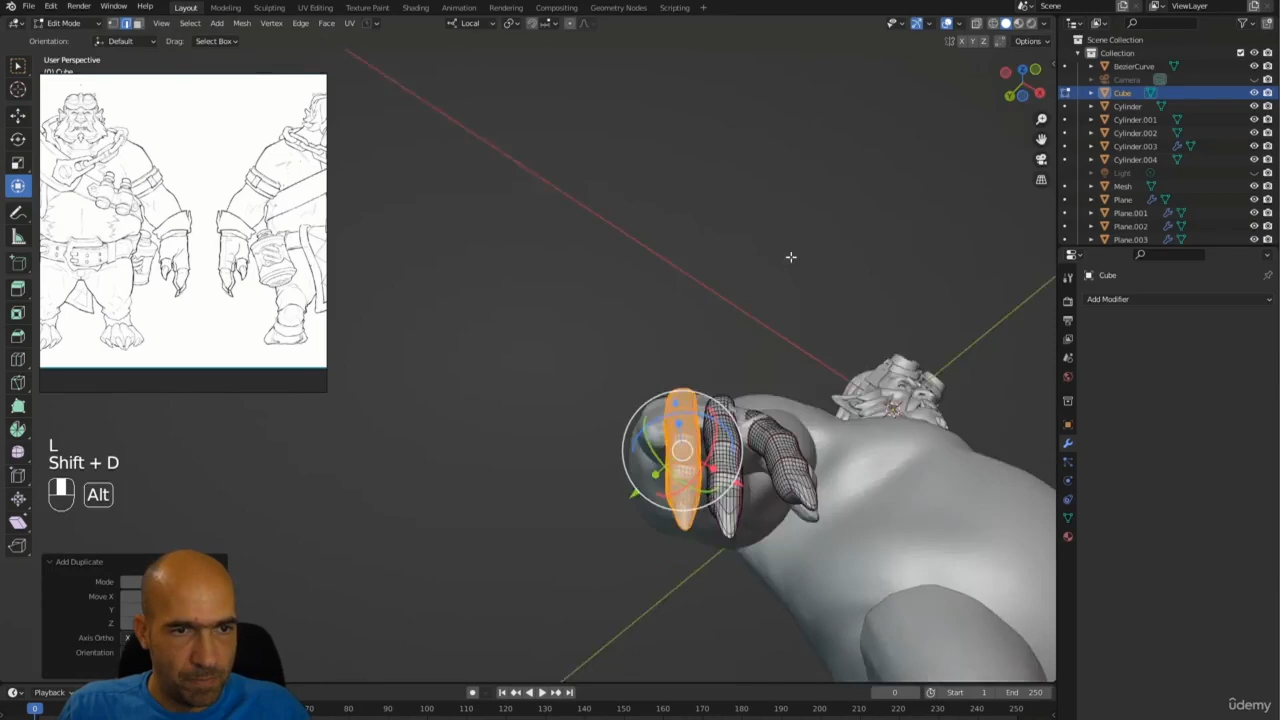 File Edit Render Window Help Layout Modeling Sculpting UV Editing Texture Paint Shading Animation Rendering Compositing Geometry Nodes Scripting + Scene ViewLayer
Edit Mode View Select Add Mesh Vertex Edge Face UV Local
Orientation: Default Drag: Select Box X Y Z Options
User Perspective
(0) Cube
Scene Collection
Collection
BezierCurve
Camera
Cube
Cylinder
Cylinder.001
Cylinder.002
Cylinder.003
Cylinder.004
Light
Mesh
Plane
Plane.001
Plane.002
Plane.003
Cube
Add Modifier
Z
X
Y
L
Shift + D
Alt
Add Duplicate
Mode
Move X
Y
Z
Axis Ortho X
Orientation
Playback
0 Start 1 End 250
0 70 80 90 100 110 120 130 140 150 160 170 180 190 200 210 220 230 240 250
udemy